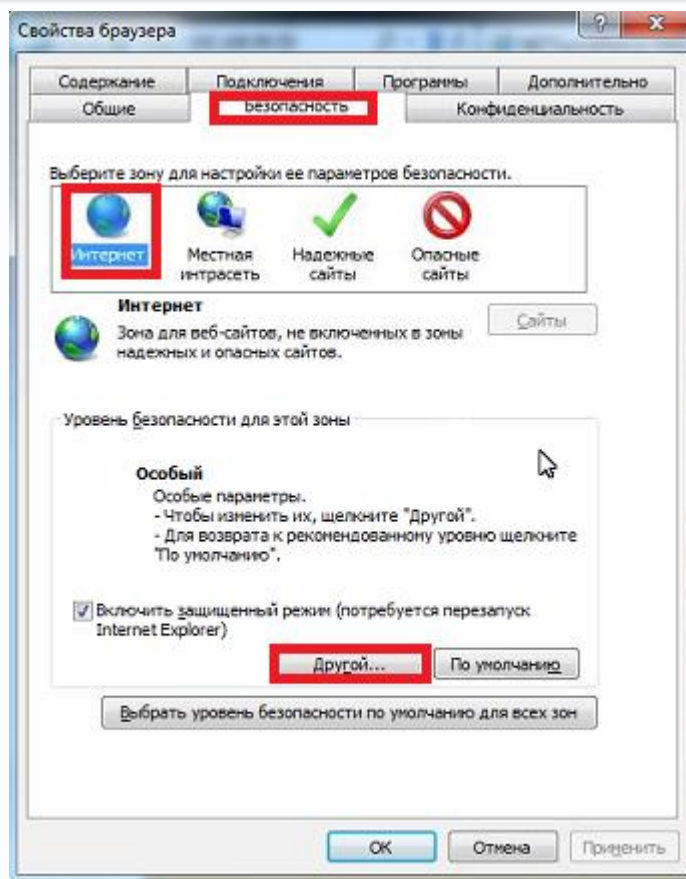 Свойства браузера
Содержание Подключения Программы Дополнительно
Общие Безопасность Конфиденциальность
Выберите зону для настройки ее параметров безопасности.
Интернет Местная интрасеть Надежные сайты Опасные сайты
Интернет
Сайты
Зона для веб-сайтов, не включенных в зоны
надежных и опасных сайтов.
Уровень безопасности для этой зоны
Особый
Особые параметры.
- Чтобы изменить их, щелкните "Другой".
- Для возврата к рекомендованному уровню щелкните
"По умолчанию".
Включить защищенный режим (потребуется перезапуск
Internet Explorer)
Другой... По умолчанию
Выбрать уровень безопасности по умолчанию для всех зон
OK Отмена Применить